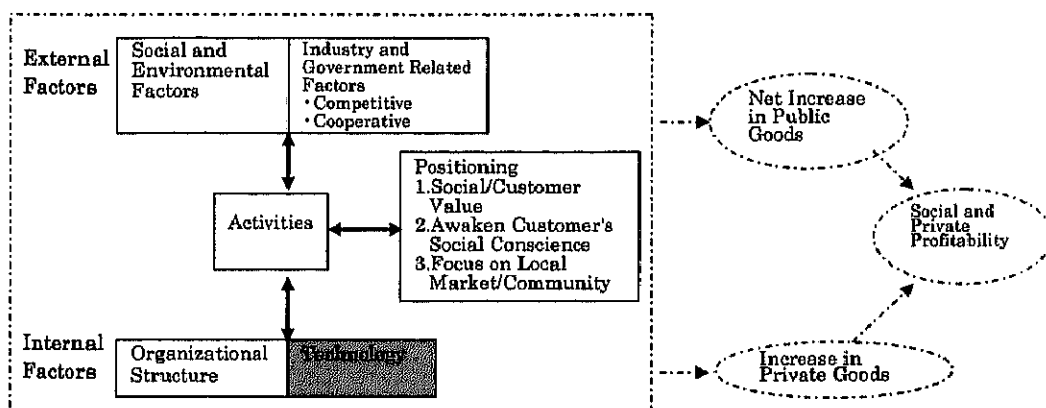 External
Factors
Social and
Environmental
Factors
Industry and
Government Related
Factors
・Competitive
・Cooperative
Activities
Positioning
1.Social/Customer
Value
2.Awaken Customer's
Social Conscience
3.Focus on Local
Market/Community
Internal
Factors
Organizational
Structure
Technology
Net Increase
in Public
Goods
Social and
Private
Profitability
Increase in
Private Goods